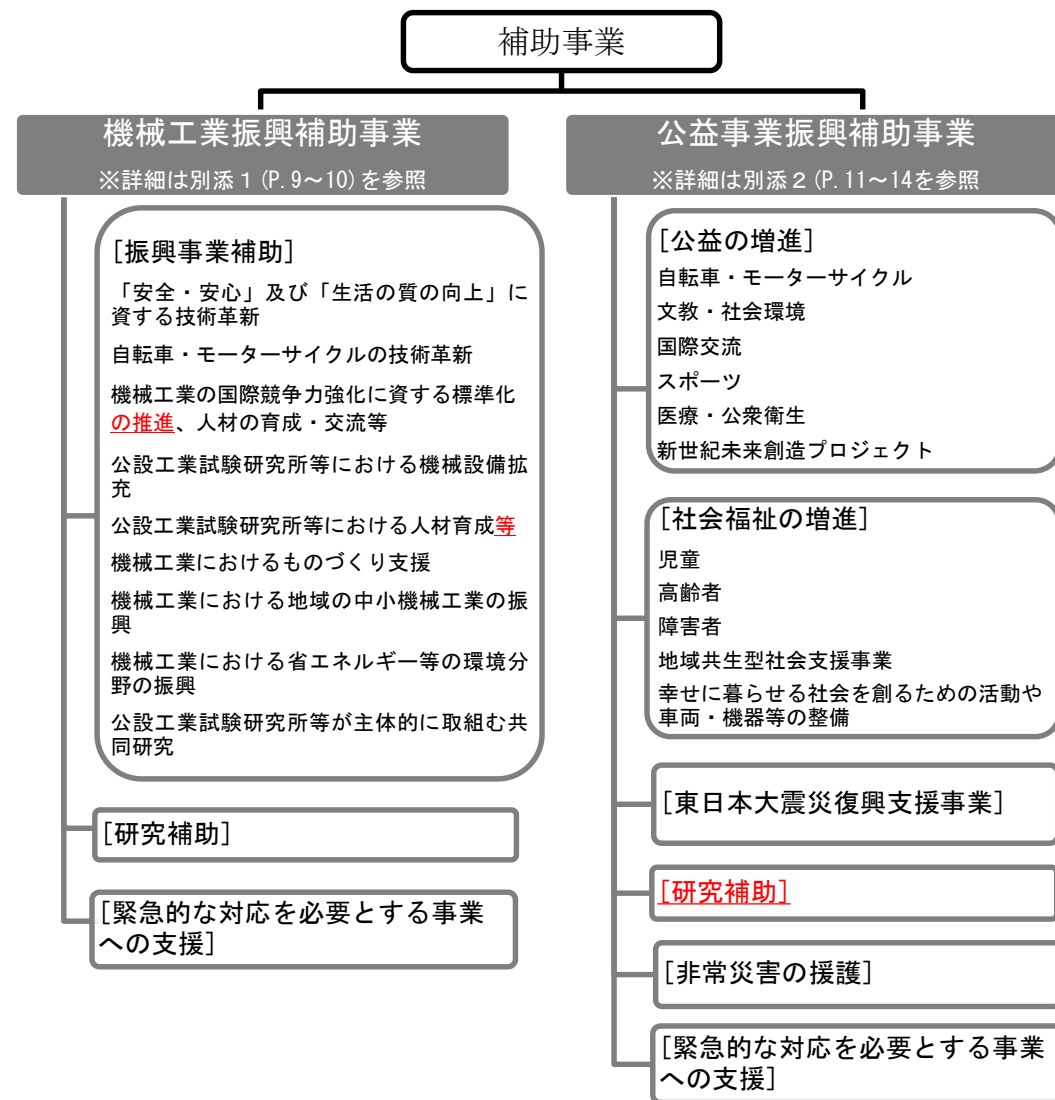 補助事業
機械工業振興補助事業
※詳細は別添１(P.9～10)を参照
[振興事業補助]
「安全・安心」及び「生活の質の向上」に
資する技術革新
自転車・モーターサイクルの技術革新
機械工業の国際競争力強化に資する標準化
の推進、人材の育成・交流等
公設工業試験研究所等における機械設備拡
充
公設工業試験研究所等における人材育成等
機械工業におけるものづくり支援
機械工業における地域の中小機械工業の振
興
機械工業における省エネルギー等の環境分
野の振興
公設工業試験研究所等が主体的に取組む共
同研究
[研究補助]
[緊急的な対応を必要とする事業
への支援]
公益事業振興補助事業
※詳細は別添２(P.11～14を参照
[公益の増進]
自転車・モーターサイクル
文教・社会環境
国際交流
スポーツ
医療・公衆衛生
新世紀未来創造プロジェクト
[社会福祉の増進]
児童
高齢者
障害者
地域共生型社会支援事業
幸せに暮らせる社会を創るための活動や
車両・機器等の整備
[東日本大震災復興支援事業]
[研究補助]
[非常災害の援護]
[緊急的な対応を必要とする事業
への支援]